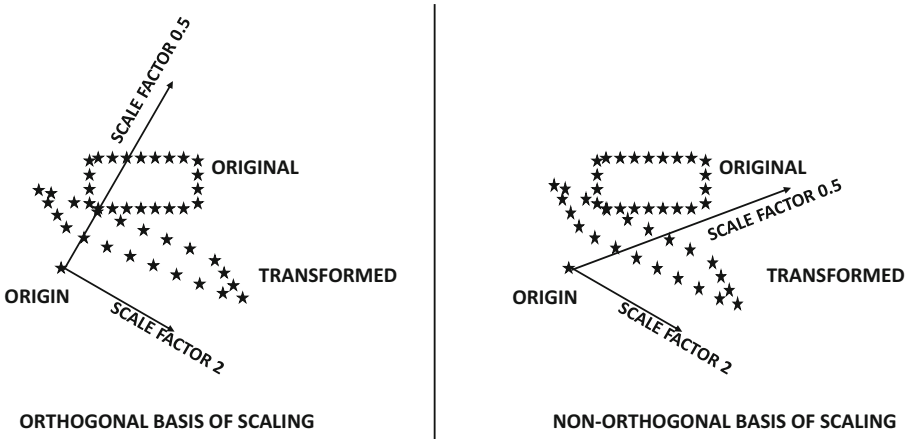 SCALE FACTOR 0.5
ORIGINAL
TRANSFORMED
ORIGIN
SCALE FACTOR 2
ORTHOGONAL BASIS OF SCALING
ORIGINAL
SCALE FACTOR 0.5
TRANSFORMED
ORIGIN
SCALE FACTOR 2
NON-ORTHOGONAL BASIS OF SCALING